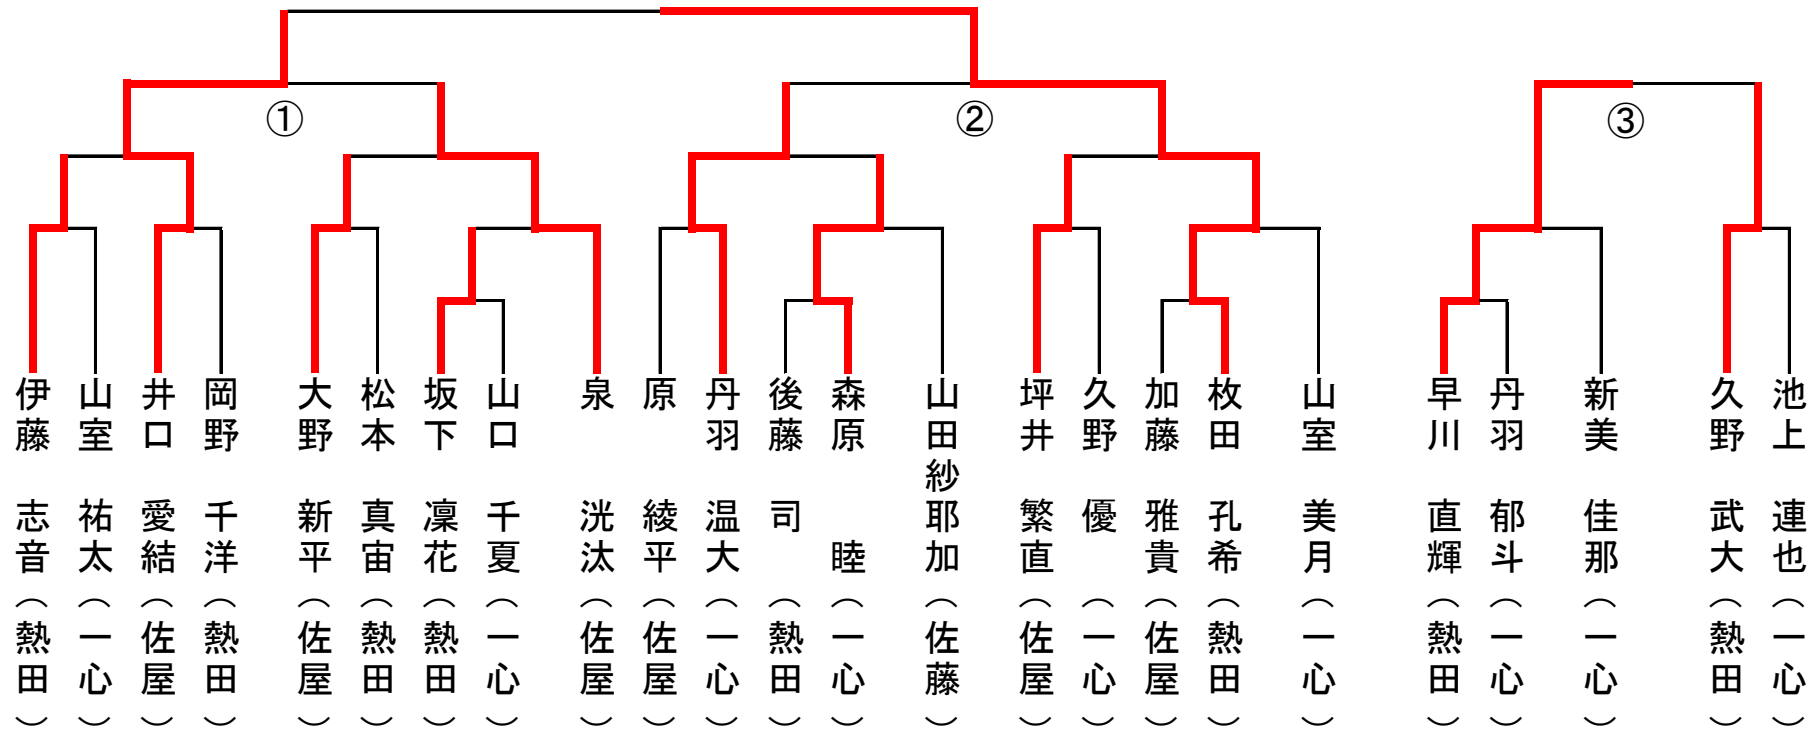 ①
②
③
伊藤 志音（熱田）
山室 祐太（一心）
井口 愛結（佐屋）
岡野 千洋（熱田）
大野 新平（佐屋）
松本 真宙（熱田）
坂下 凜花（熱田）
山口 千夏（一心）
泉 洸汰（佐屋）
原 綾平（佐屋）
丹羽 温大（一心）
後藤 司（熱田）
森原 睦（一心）
山田紗耶加（佐藤）
坪井 繁直（佐屋）
久野 優（一心）
加藤 雅貴（佐屋）
枚田 孔希（熱田）
山室 美月（一心）
早川 直輝（熱田）
丹羽 郁斗（一心）
新美 佳那（一心）
久野 武大（熱田）
池上 連也（一心）